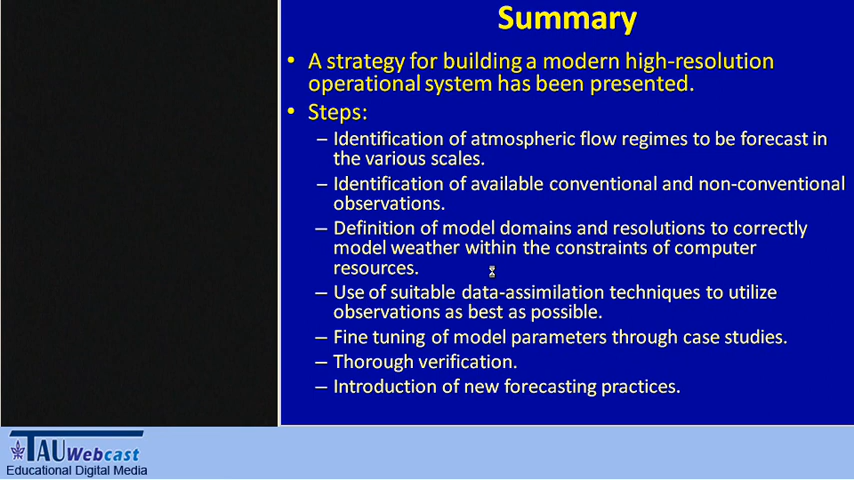 Summary
• A strategy for building a modern high-resolution
operational system has been presented.
• Steps:
– Identification of atmospheric flow regimes to be forecast in
the various scales.
– Identification of available conventional and non-conventional
observations.
– Definition of model domains and resolutions to correctly
model weather within the constraints of computer
resources.
– Use of suitable data-assimilation techniques to utilize
observations as best as possible.
– Fine tuning of model parameters through case studies.
– Thorough verification.
– Introduction of new forecasting practices.
TAU Webcast
Educational Digital Media